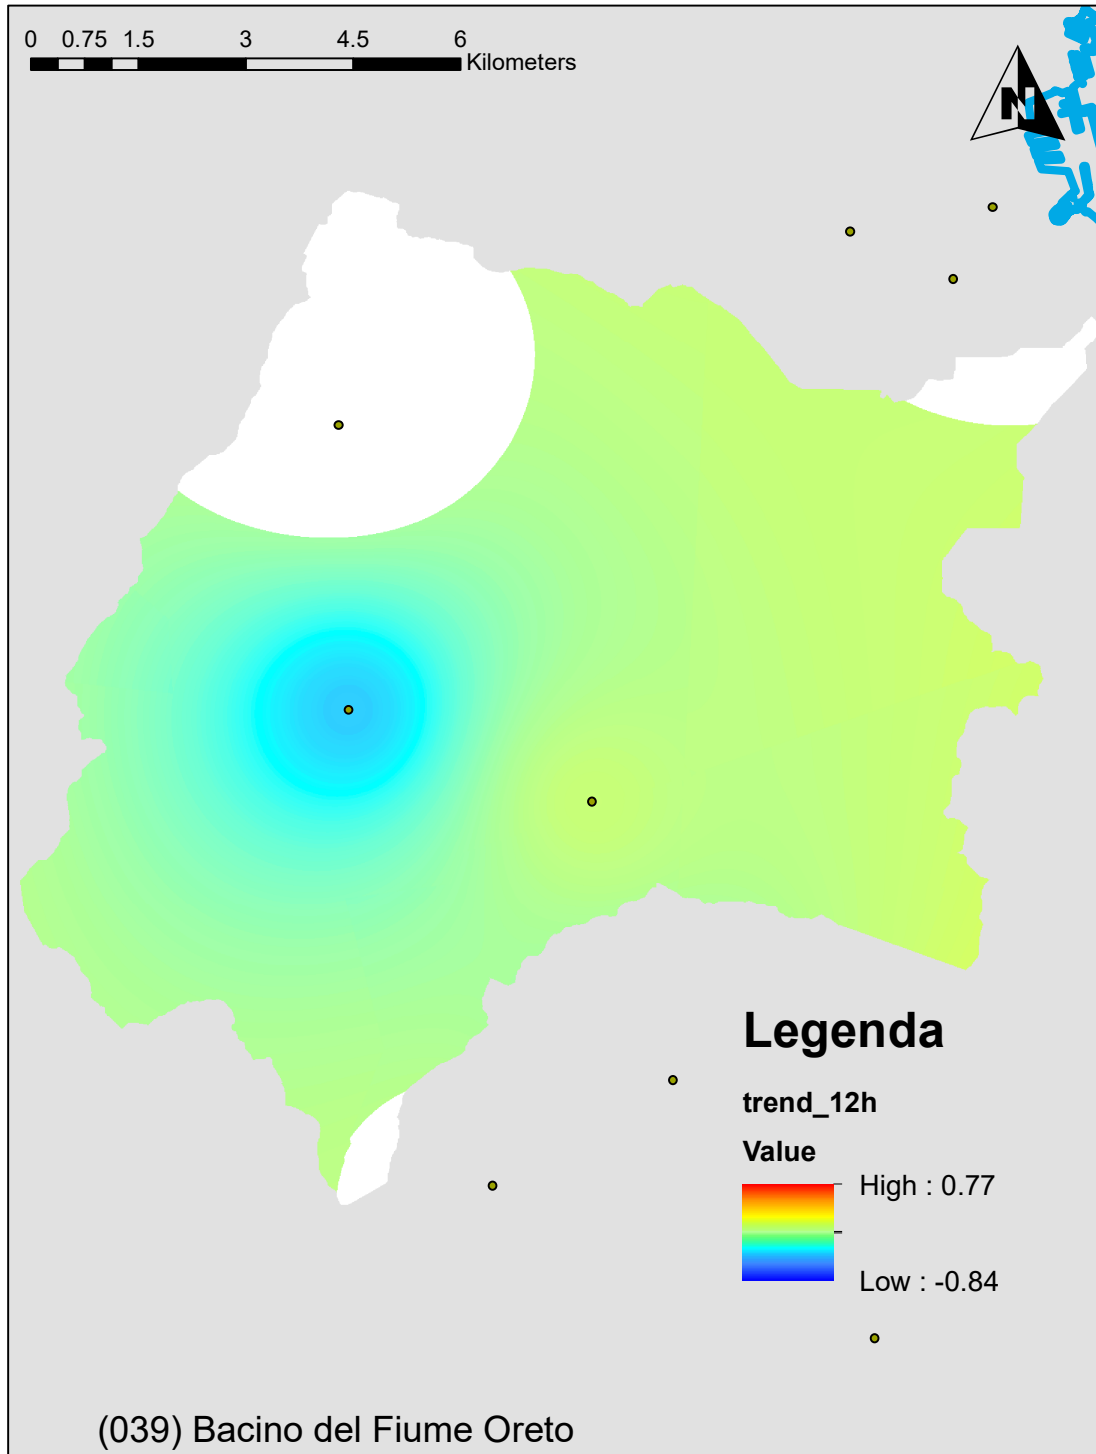 0 0.75 1.5 3 4.5 6
Kilometers
N
Legenda
trend_12h
Value
High : 0.77
Low : -0.84
(039) Bacino del Fiume Oreto